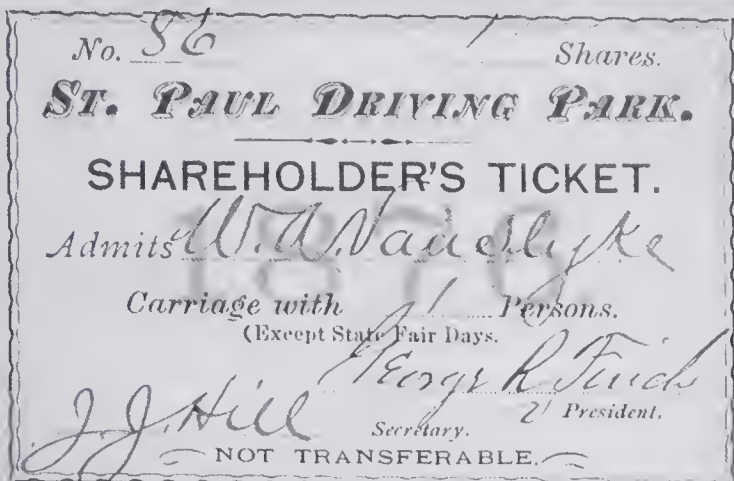 No. 86 1 Shares.
ST. PAUL DRIVING PARK.
SHAREHOLDER'S TICKET.
1876
Admits W. A. Van Slyke
Carriage with 1 Persons.
(Except State Fair Days.
George R. Finch
J. J. Hill Secretary. President.
NOT TRANSFERABLE.